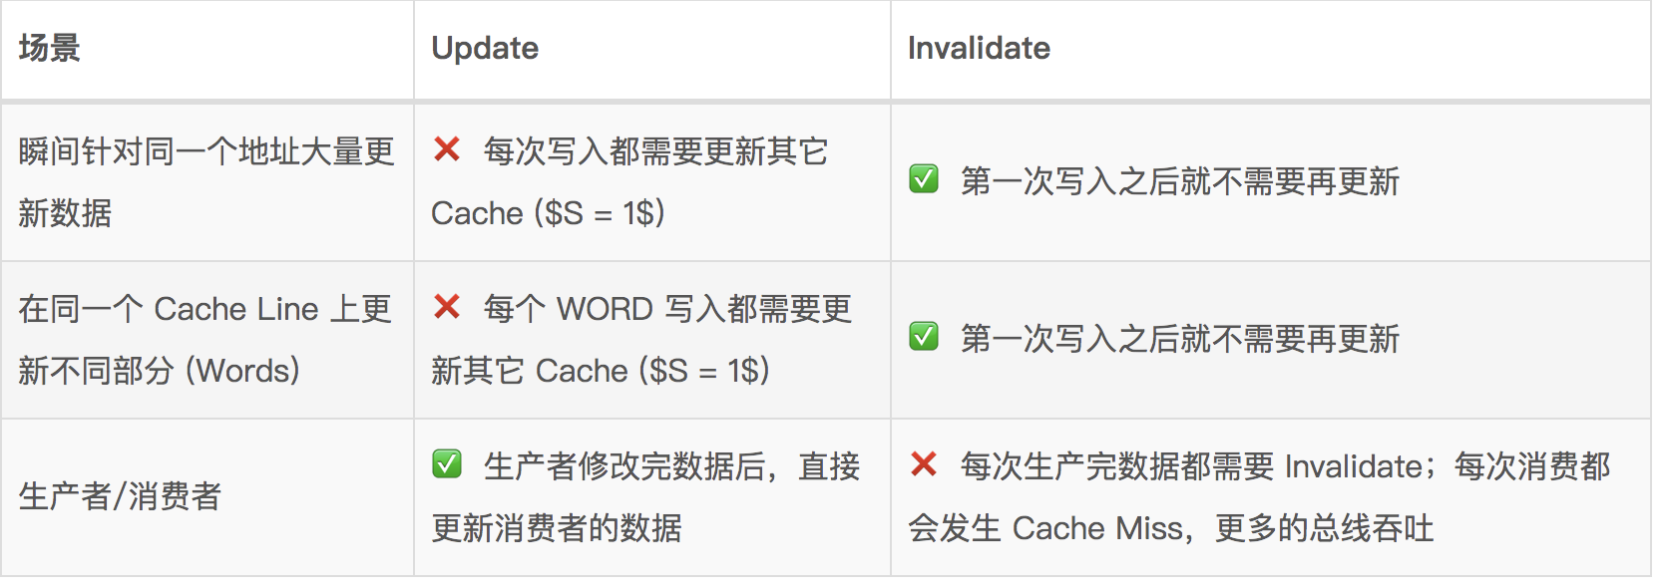 场景
Update
Invalidate
瞬间针对同一个地址大量更
新数据
❌ 每次写入都需要更新其它
Cache ($S = 1$)
✅ 第一次写入之后就不需要再更新
在同一个 Cache Line 上更
新不同部分 (Words)
❌ 每个 WORD 写入都需要更
新其它 Cache ($S = 1$)
✅ 第一次写入之后就不需要再更新
生产者/消费者
✅ 生产者修改完数据后，直接
更新消费者的数据
❌ 每次生产完数据都需要 Invalidate；每次消费都
会发生 Cache Miss，更多的总线吞吐